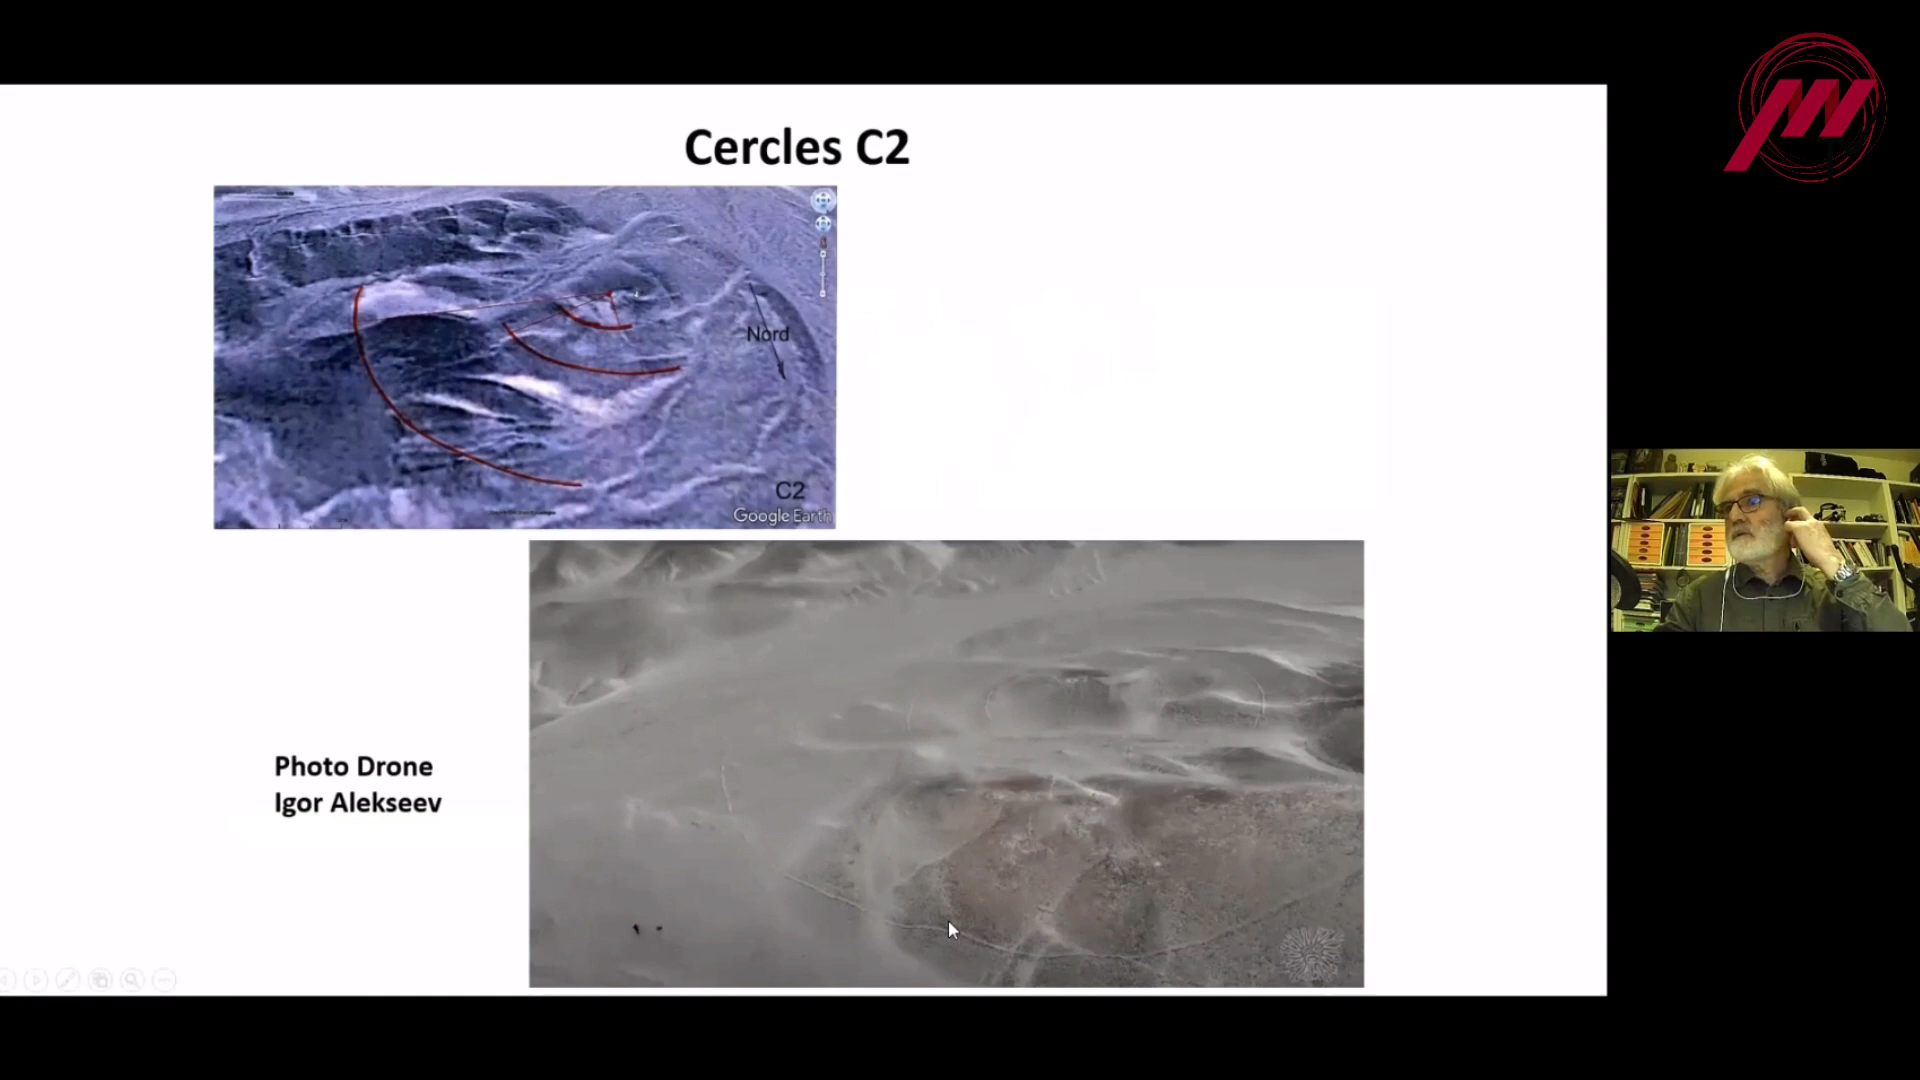 Cercles C2
Nord
C2
Google Earth
Photo Drone
Igor Alekseev